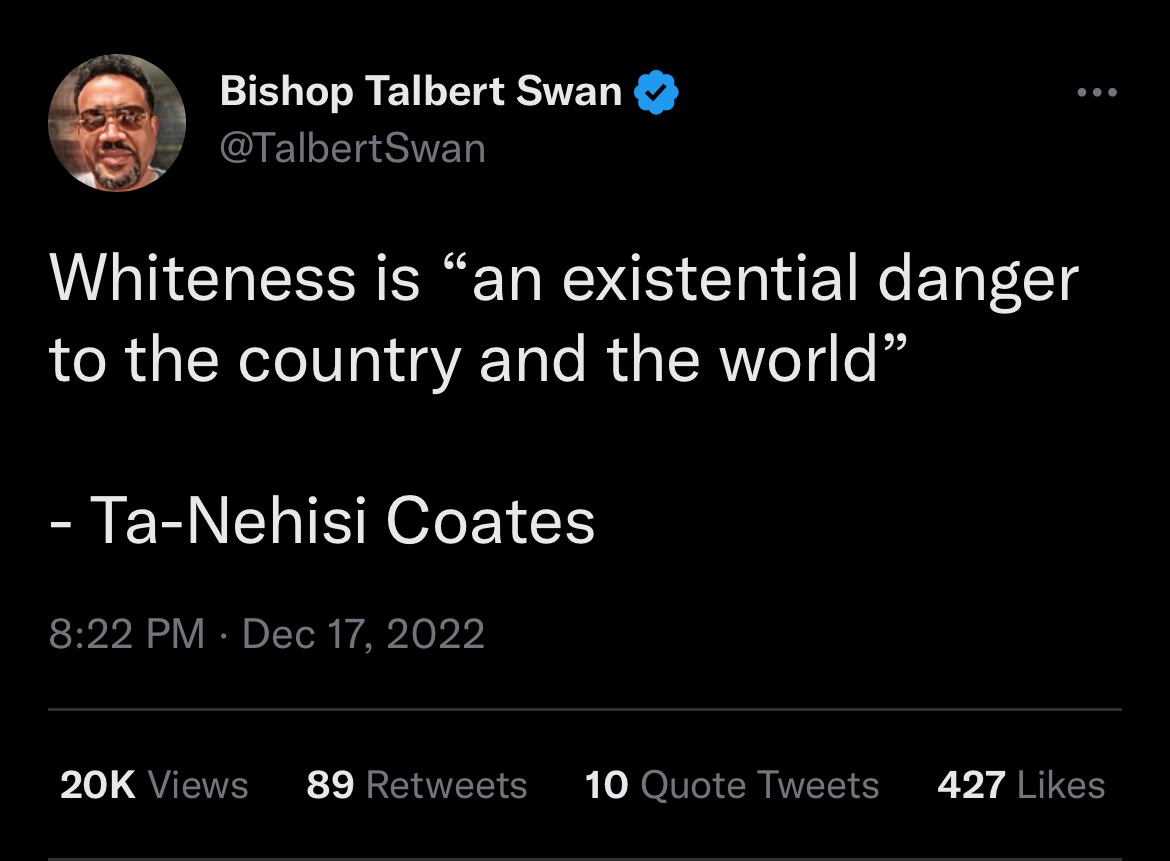 Bishop Talbert Swan
@TalbertSwan
Whiteness is “an existential danger
to the country and the world”
- Ta-Nehisi Coates
8:22 PM · Dec 17, 2022
20K Views 89 Retweets 10 Quote Tweets 427 Likes